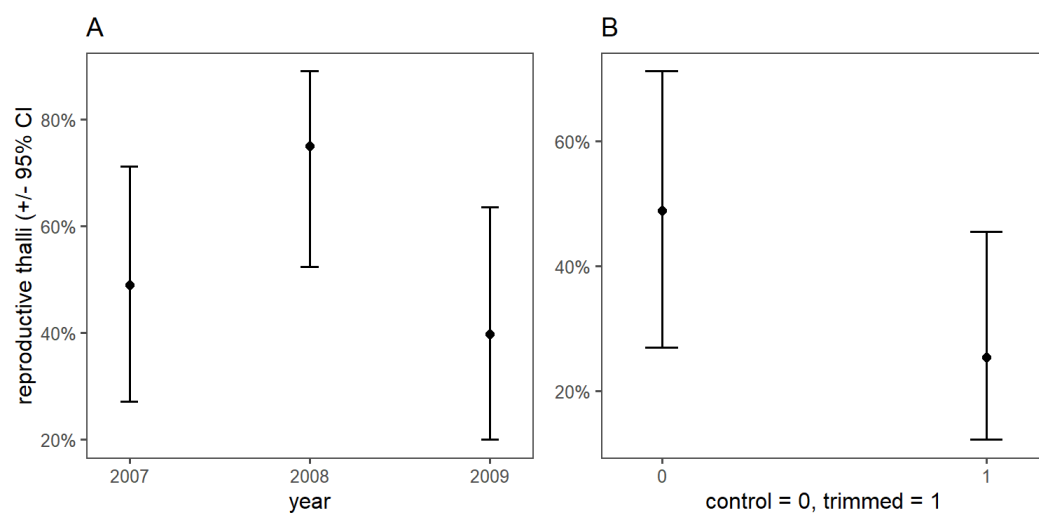 A
B
reproductive thalli (+/- 95% CI
80%
60%
40%
20%
2007
2008
2009
year
60%
40%
20%
0
1
control = 0, trimmed = 1